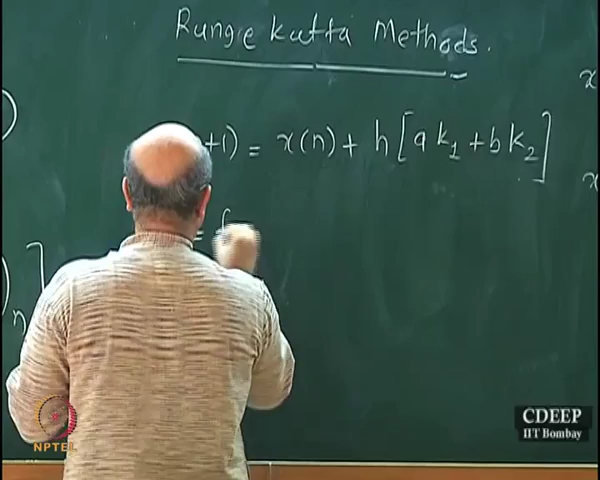 Runge kutta Methods.
+1) = x(n) + h[a k₁ + b k₂]
= f
x
x
)
]
)
n
NPTEL
CDEEP
IIT Bombay